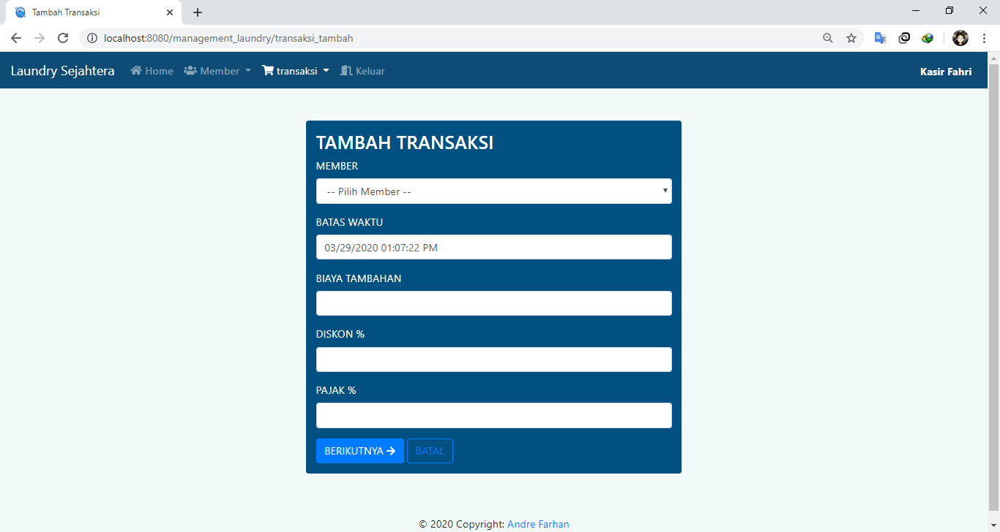 Tambah Transaksi
localhost:8080/management_laundry/transaksi_tambah
Laundry Sejahtera Home Member transaksi Keluar Kasir Fahri
TAMBAH TRANSAKSI
MEMBER
-- Pilih Member --
BATAS WAKTU
03/29/2020 01:07:22 PM
BIAYA TAMBAHAN
DISKON %
PAJAK %
BERIKUTNYA BATAL
© 2020 Copyright: Andre Farhan